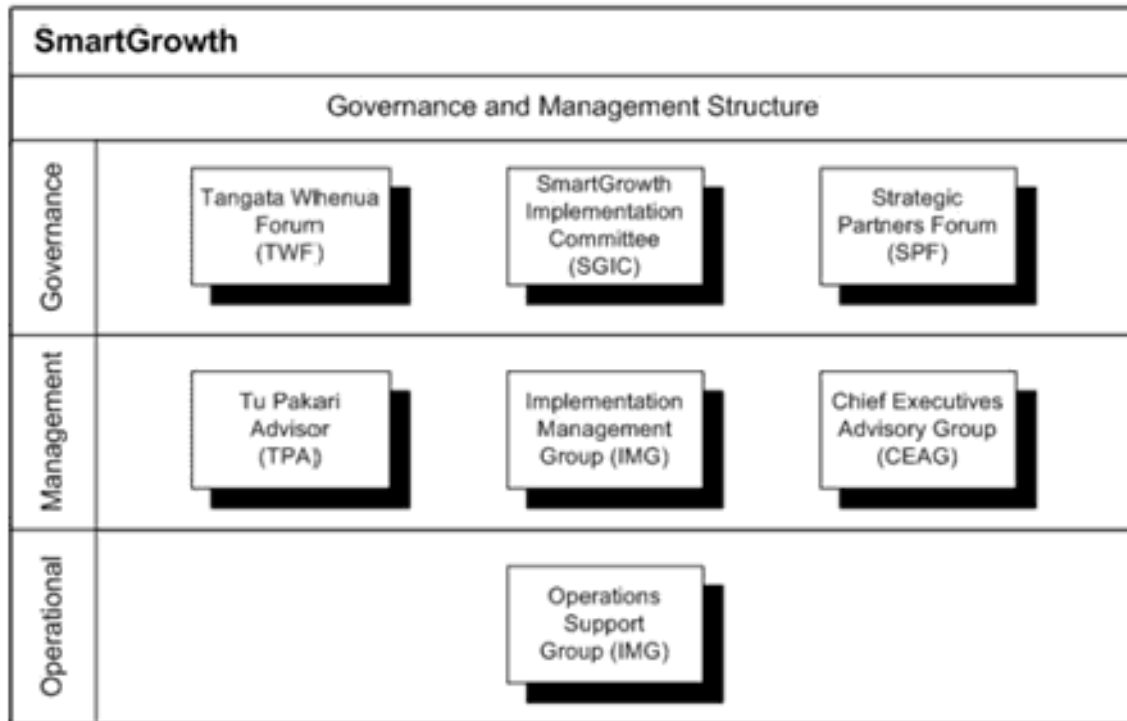 SmartGrowth
Governance and Management Structure
Governance
Tangata Whenua
Forum
(TWF)
SmartGrowth
Implementation
Committee
(SGIC)
Strategic
Partners Forum
(SPF)
Management
Tu Pakari
Advisor
(TPA)
Implementation
Management
Group (IMG)
Chief Executives
Advisory Group
(CEAG)
Operational
Operations
Support
Group (IMG)